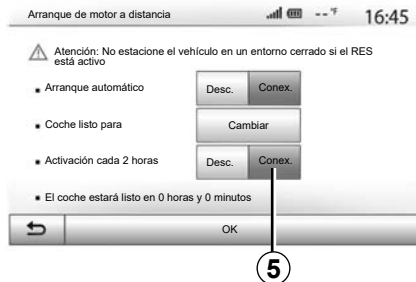 Arranque de motor a distancia --°F 16:45
Atención: No estacione el vehículo en un entorno cerrado si el RES
está activo
Arranque automático Desc. Conex.
Coche listo para Cambiar
Activación cada 2 horas Desc. Conex.
El coche estará listo en 0 horas y 0 minutos
OK
5